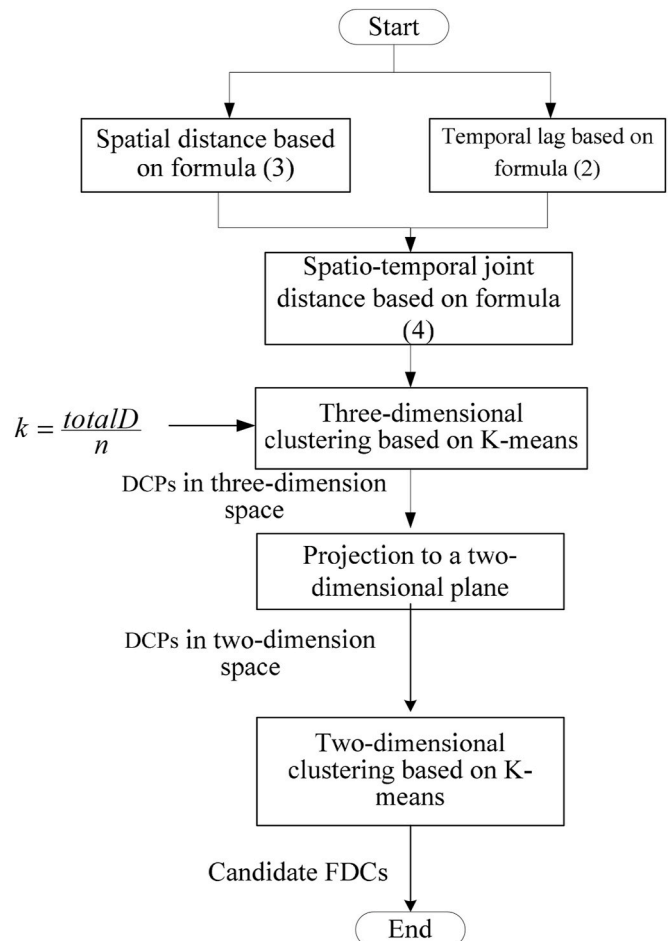 Start
Spatial distance based
on formula (3)
Temporal lag based on
formula (2)
Spatio-temporal joint
distance based on formula
(4)
k = totalD / n
Three-dimensional
clustering based on K-means
DCPs in three-dimension
space
Projection to a two-
dimensional plane
DCPs in two-dimension
space
Two-dimensional
clustering based on K-
means
Candidate FDCs
End